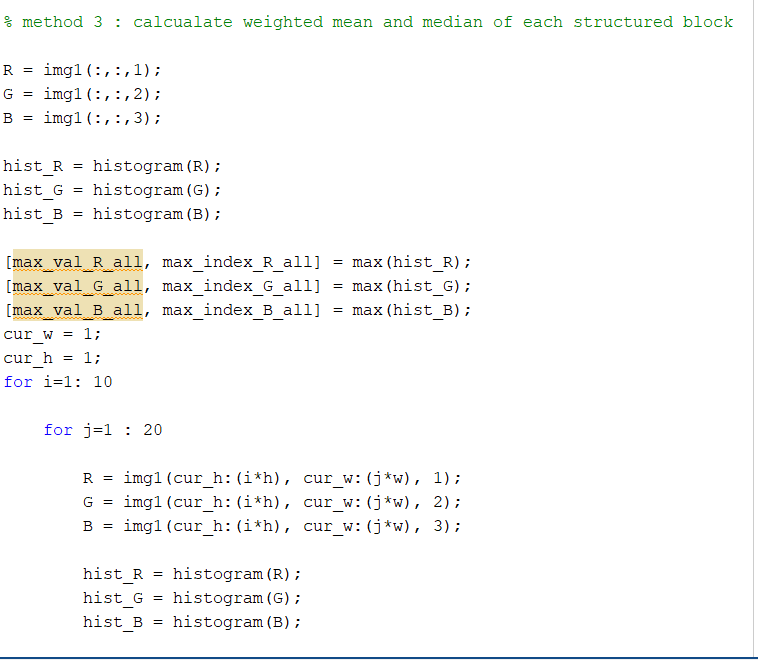 % method 3 : calcualate weighted mean and median of each structured block
R = img1(:,:,1);
G = img1(:,:,2);
B = img1(:,:,3);
hist_R = histogram(R);
hist_G = histogram(G);
hist_B = histogram(B);
[max_val_R_all, max_index_R_all] = max(hist_R);
[max_val_G_all, max_index_G_all] = max(hist_G);
[max_val_B_all, max_index_B_all] = max(hist_B);
cur_w = 1;
cur_h = 1;
for i=1: 10
for j=1 : 20
R = img1(cur_h:(i*h), cur_w:(j*w), 1);
G = img1(cur_h:(i*h), cur_w:(j*w), 2);
B = img1(cur_h:(i*h), cur_w:(j*w), 3);
hist_R = histogram(R);
hist_G = histogram(G);
hist_B = histogram(B);